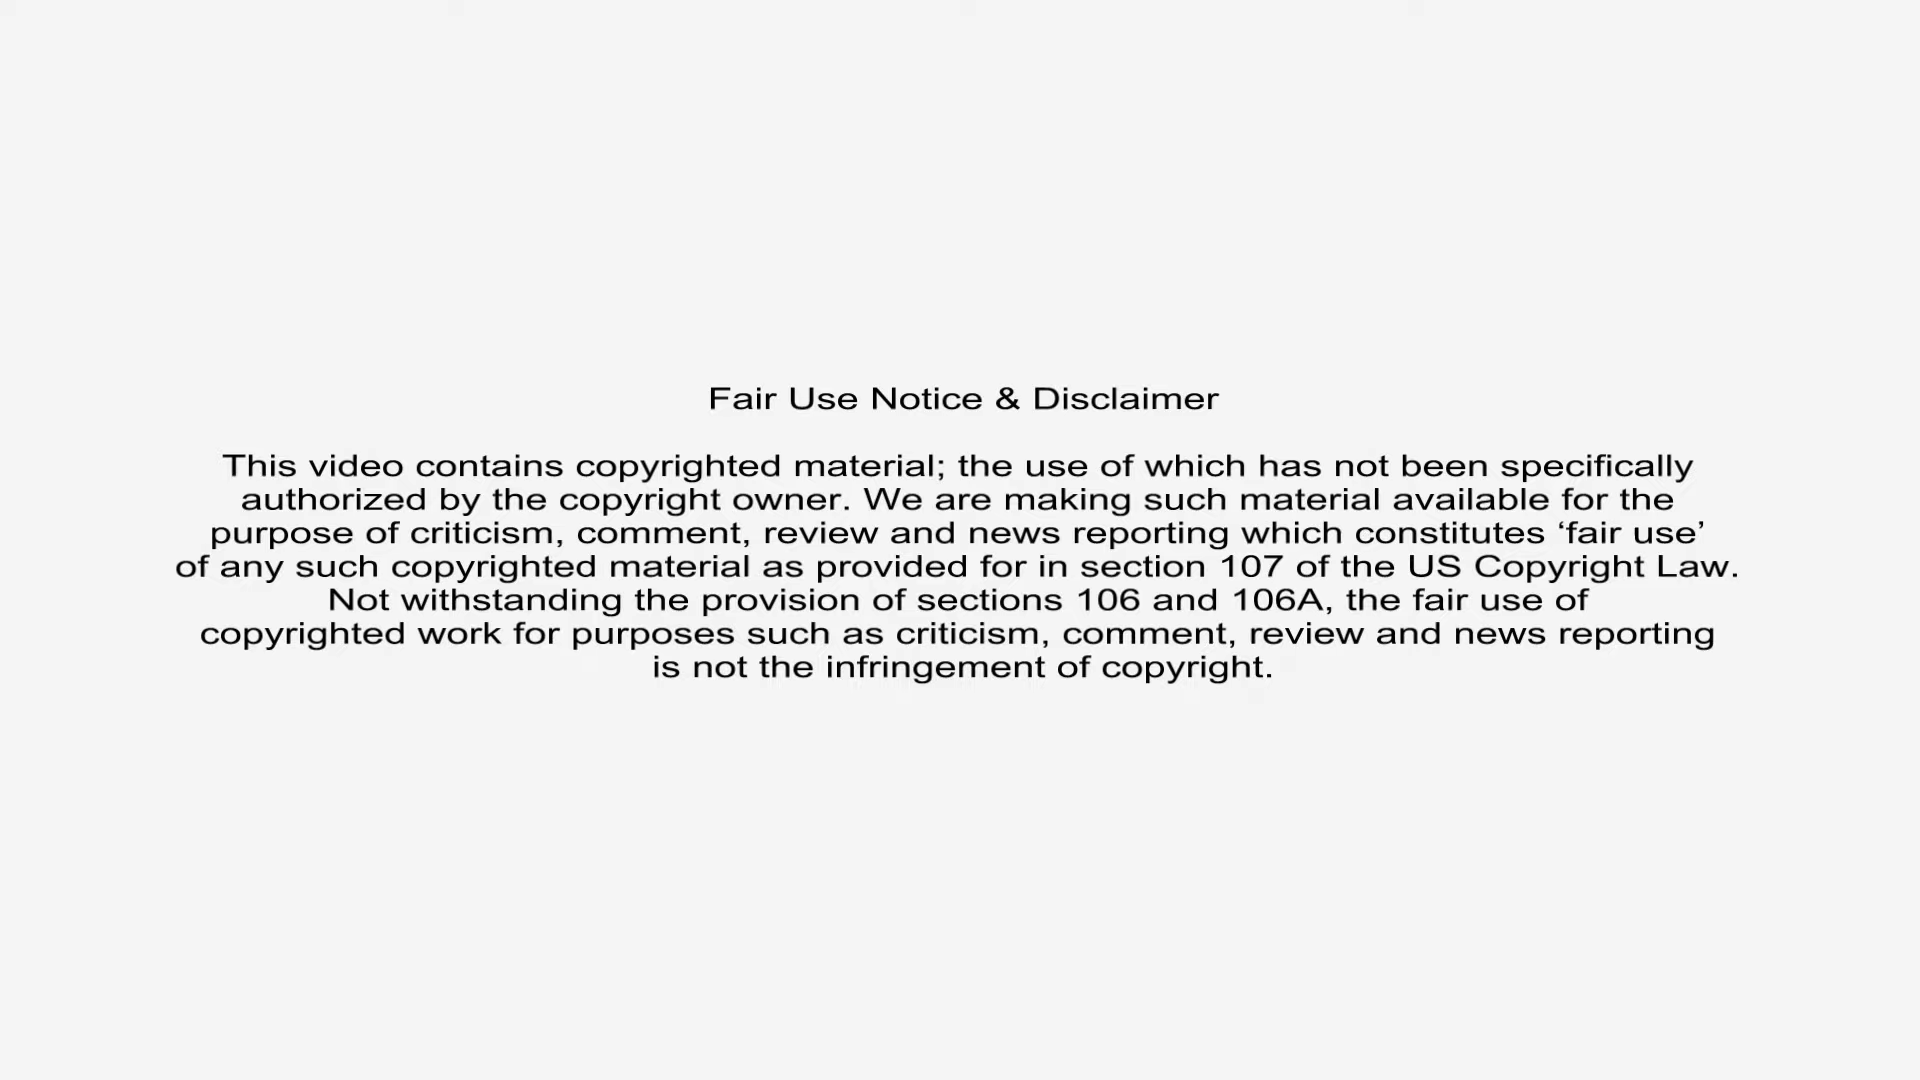 Fair Use Notice & Disclaimer
This video contains copyrighted material; the use of which has not been specifically
authorized by the copyright owner. We are making such material available for the
purpose of criticism, comment, review and news reporting which constitutes ‘fair use’
of any such copyrighted material as provided for in section 107 of the US Copyright Law.
Not withstanding the provision of sections 106 and 106A, the fair use of
copyrighted work for purposes such as criticism, comment, review and news reporting
is not the infringement of copyright.